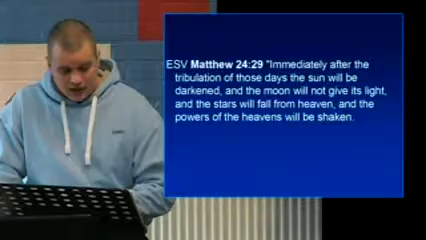 ESV Matthew 24:29 "Immediately after the
tribulation of those days the sun will be
darkened, and the moon will not give its light,
and the stars will fall from heaven, and the
powers of the heavens will be shaken.